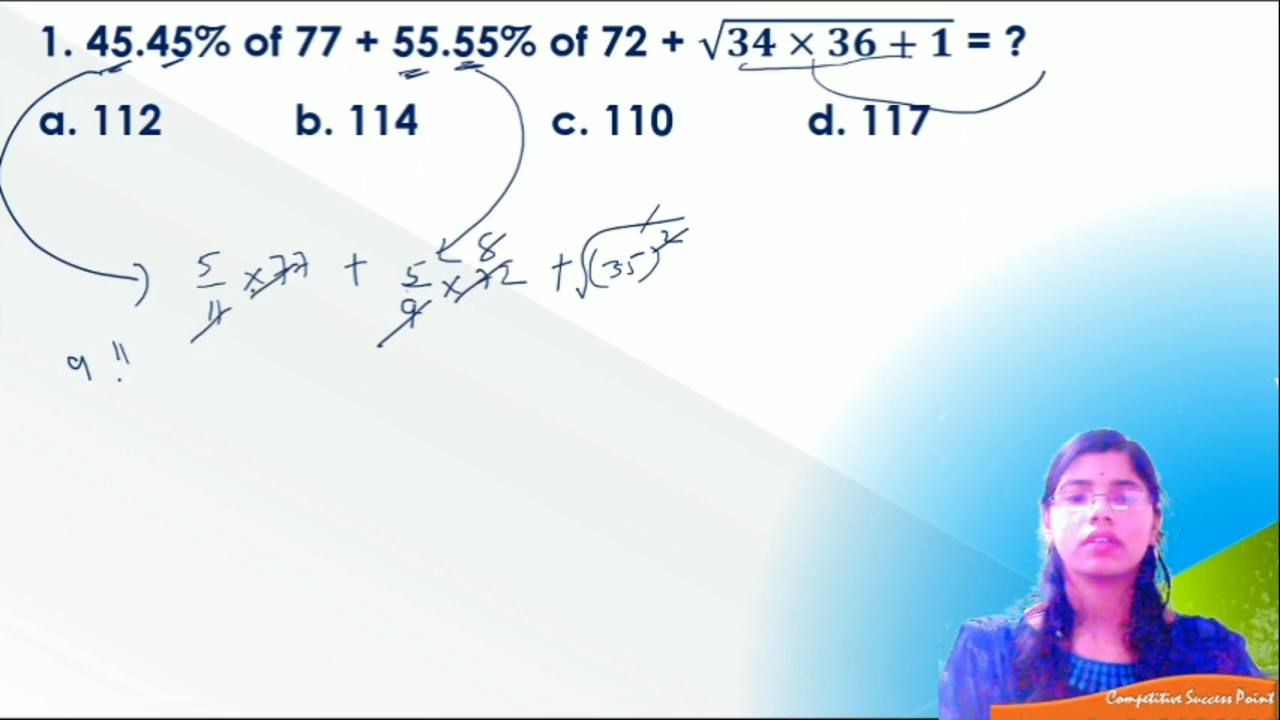 1. 45.45% of 77 + 55.55% of 72 + √34 × 36 + 1 = ?
a. 112 b. 114 c. 110 d. 117
8
5/11 × 77 + 5/9 × 72 + √(35)²
9 11
Competitive Success Point